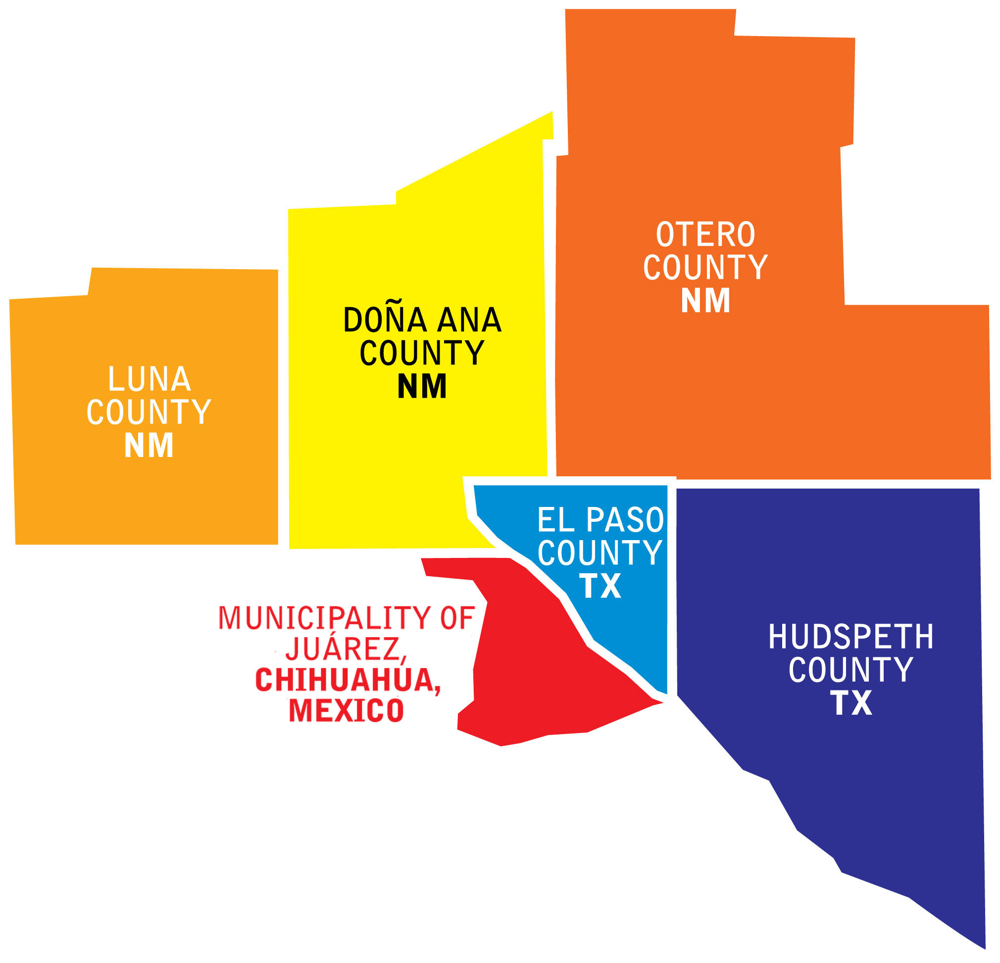 OTERO
COUNTY
NM
DOÑA ANA
COUNTY
NM
LUNA
COUNTY
NM
EL PASO
COUNTY
TX
MUNICIPALITY OF
JUÁREZ,
CHIHUAHÚA,
MEXICO
HUDSPETH
COUNTY
TX